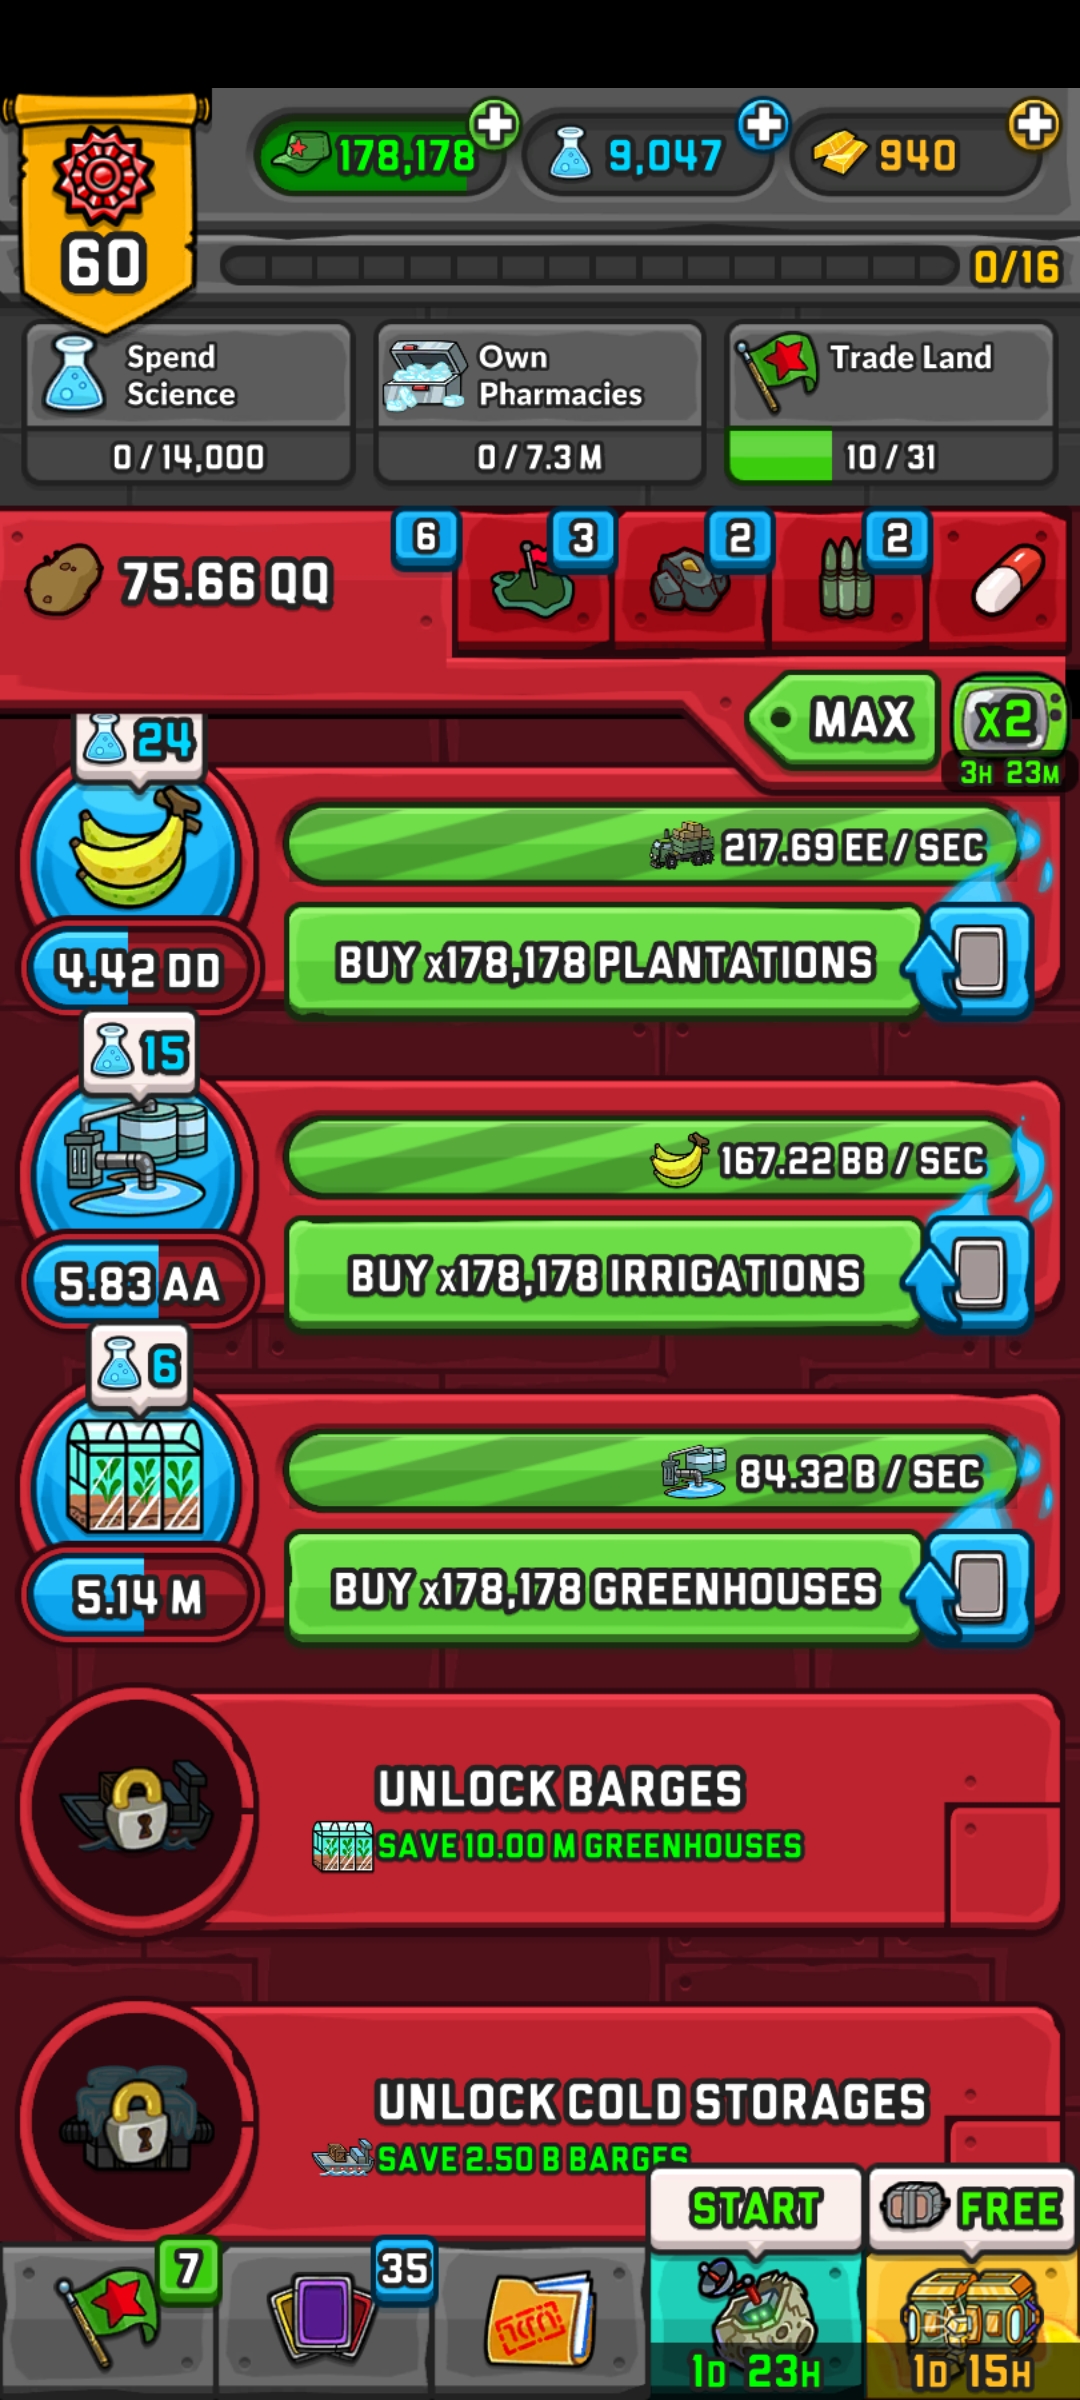 178,178
9,047
940
60
0/16
Spend
Science
0 / 14,000
Own
Pharmacies
0 / 7.3 M
Trade Land
10 / 31
75.66 QQ
6
3
2
2
MAX
x2
3H 23M
24
217.69 EE / SEC
4.42 DD
BUY x178,178 PLANTATIONS
15
167.22 BB / SEC
5.83 AA
BUY x178,178 IRRIGATIONS
6
84.32 B / SEC
5.14 M
BUY x178,178 GREENHOUSES
UNLOCK BARGES
SAVE 10.00 M GREENHOUSES
UNLOCK COLD STORAGES
SAVE 2.50 B BARGES
START
FREE
7
35
1D 23H
1D 15H